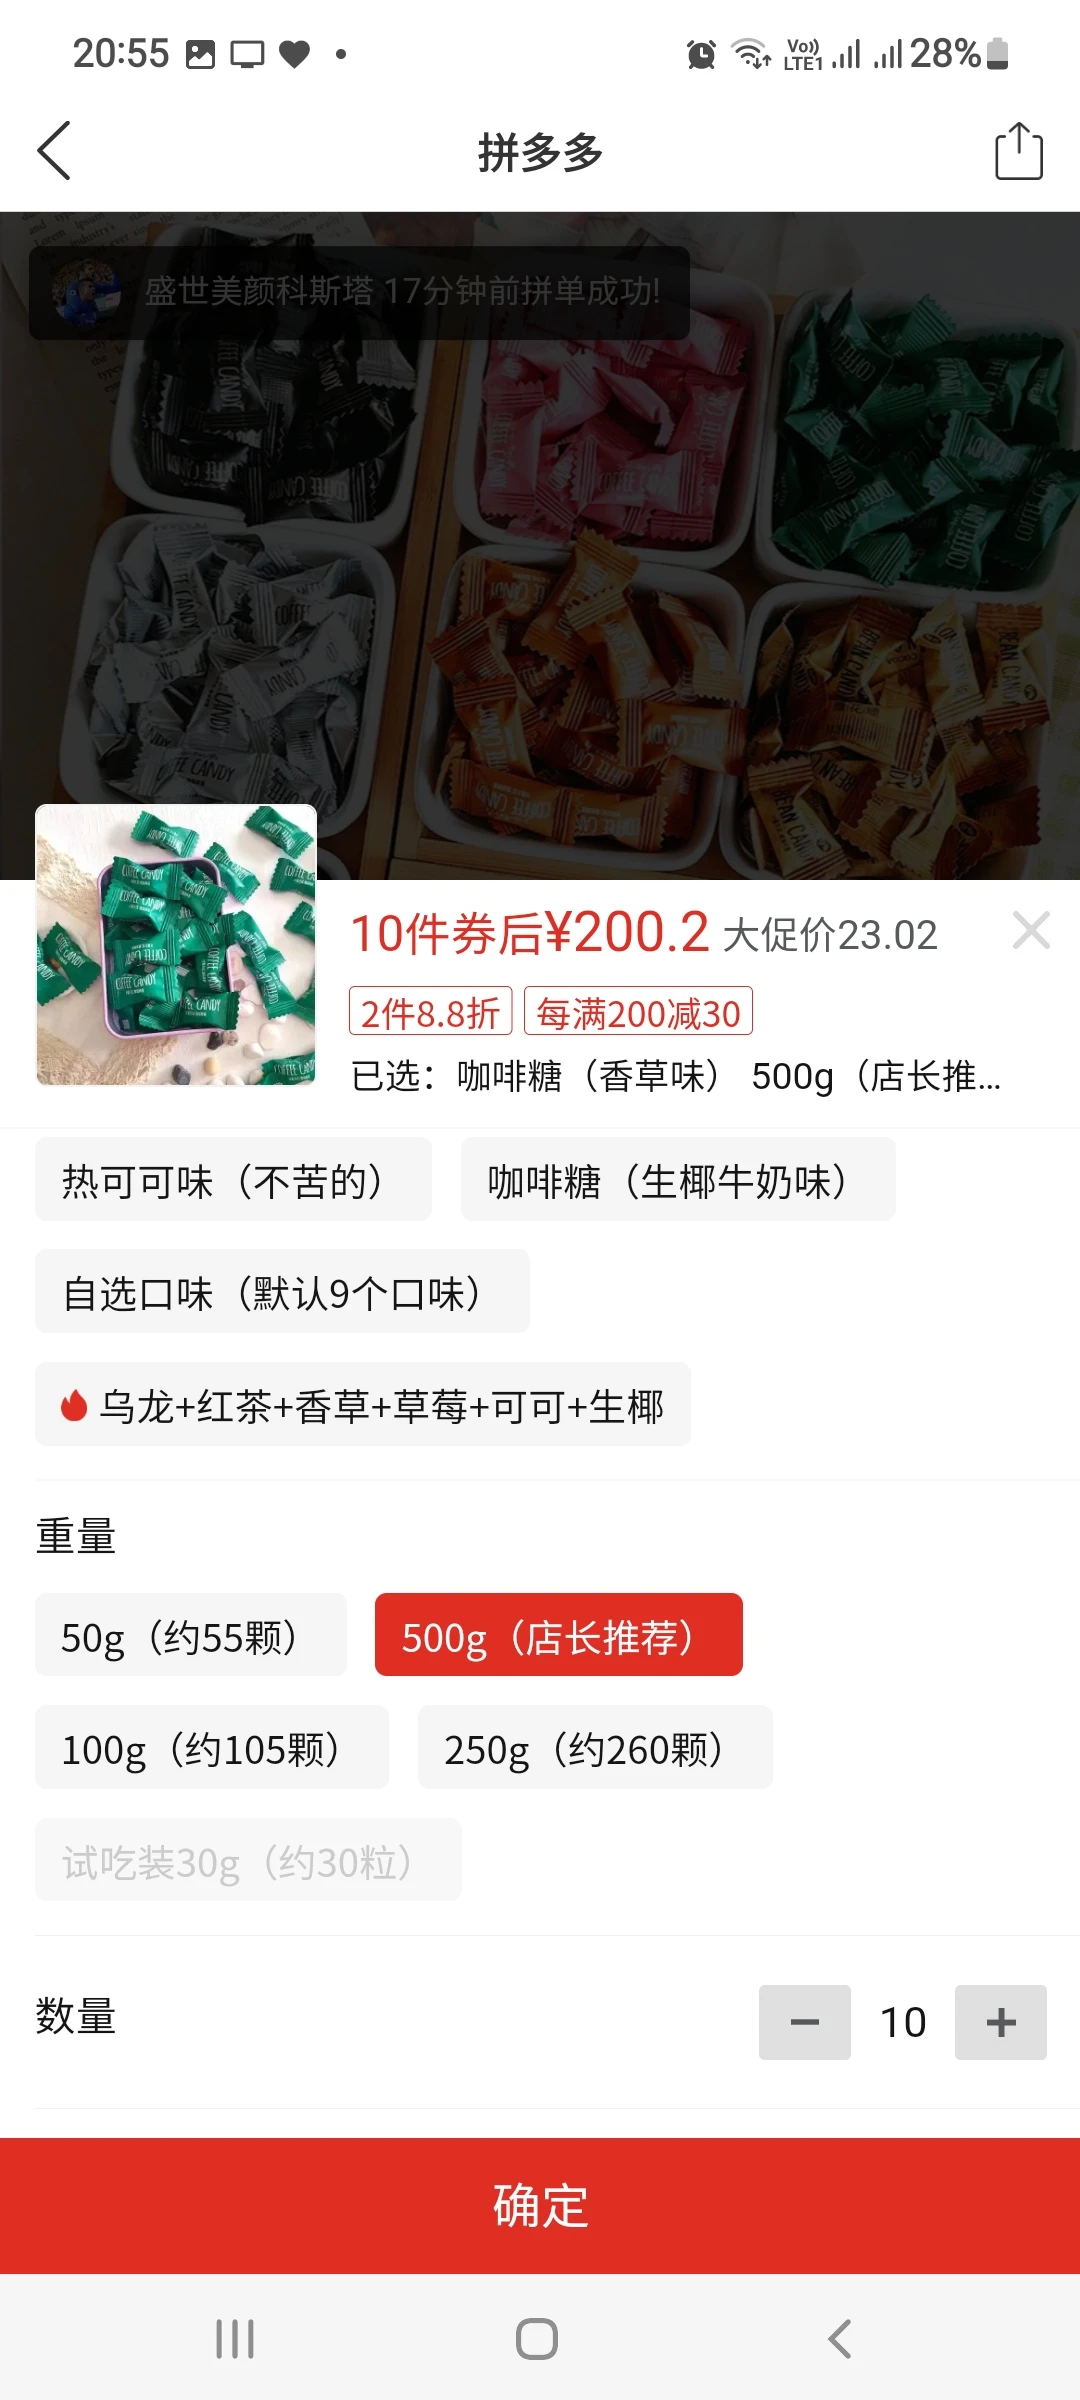 20:55
Vo)) LTE1 28%
拼多多
盛世美颜科斯塔 17分钟前拼单成功!
10件券后¥200.2 大促价23.02
2件8.8折 每满200减30
已选：咖啡糖（香草味） 500g（店长推...
热可可味（不苦的） 咖啡糖（生椰牛奶味）
自选口味（默认9个口味）
乌龙+红茶+香草+草莓+可可+生椰
重量
50g（约55颗） 500g（店长推荐）
100g（约105颗） 250g（约260颗）
试吃装30g（约30粒）
数量
10
确定